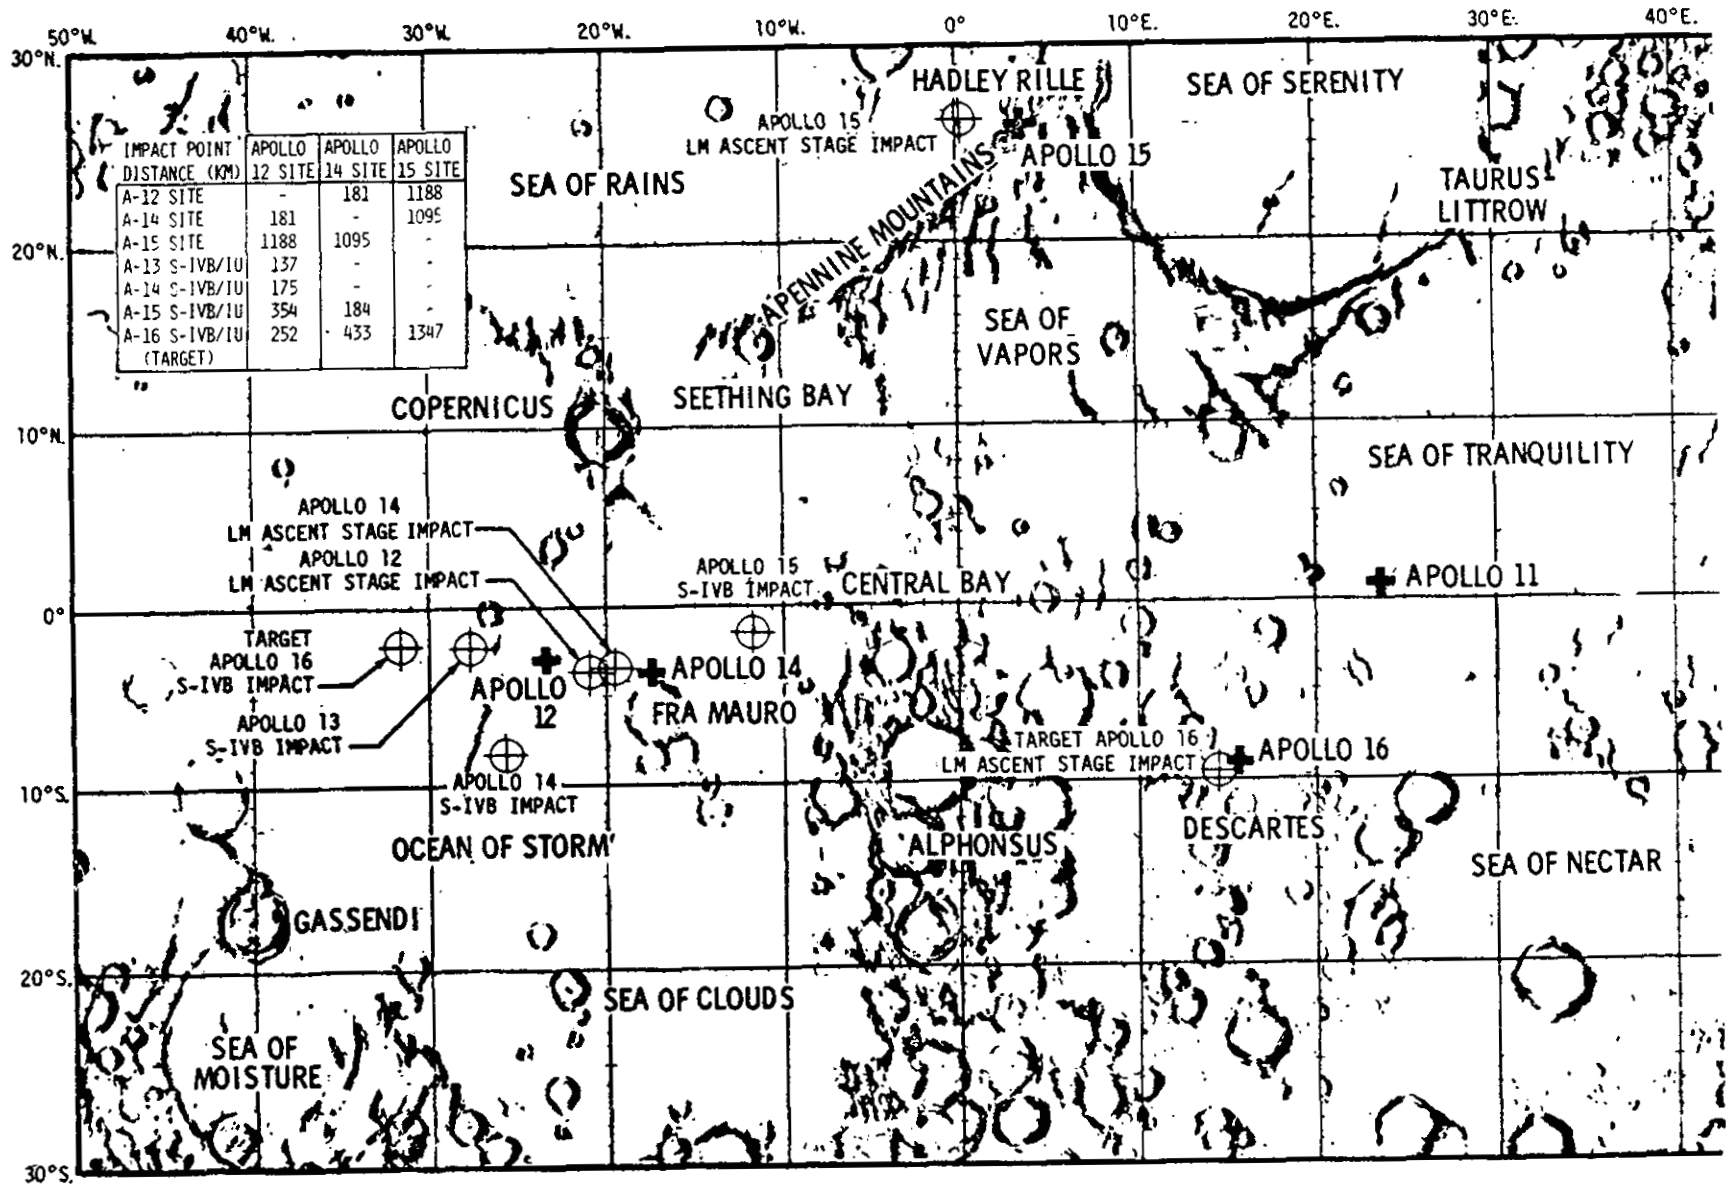 50°W. 40°W. 30°W. 20°W. 10°W. 0° 10°E. 20°E. 30°E. 40°E.
30°N.
HADLEY RILLE
SEA OF SERENITY
APOLLO 15
LM ASCENT STAGE IMPACT
APOLLO 15
IMPACT POINT APOLLO APOLLO APOLLO
DISTANCE (KM) 12 SITE 14 SITE 15 SITE
A-12 SITE - 181 1188
A-14 SITE 181 - 1095
A-15 SITE 1188 1095 -
A-13 S-IVB/IU 137 - -
A-14 S-IVB/IU 175 - -
A-15 S-IVB/IU 354 184 -
A-16 S-IVB/IU 252 433 1347
(TARGET)
SEA OF RAINS
APENNINE MOUNTAINS
TAURUS-
LITTROW
20°N.
SEA OF
VAPORS
COPERNICUS
SEETHING BAY
10°N.
SEA OF TRANQUILITY
APOLLO 14
LM ASCENT STAGE IMPACT
APOLLO 12
LM ASCENT STAGE IMPACT
APOLLO 15
S-IVB IMPACT
CENTRAL BAY
APOLLO 11
0°
TARGET
APOLLO 16
S-IVB IMPACT
APOLLO 13
S-IVB IMPACT
APOLLO
12
APOLLO 14
FRA MAURO
TARGET APOLLO 16
LM ASCENT STAGE IMPACT
APOLLO 16
APOLLO 14
S-IVB IMPACT
10°S.
OCEAN OF STORM
ALPHONSUS
DESCARTES
SEA OF NECTAR
GASSENDI
20°S.
SEA OF CLOUDS
SEA OF
MOISTURE
30°S.